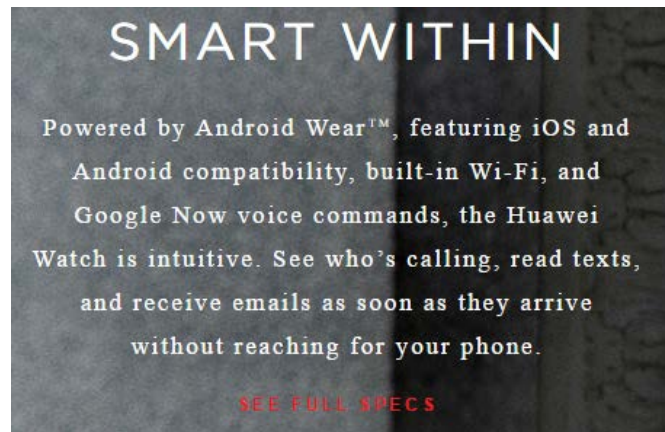 SMART WITHIN
Powered by Android Wear™, featuring iOS and
Android compatibility, built-in Wi-Fi, and
Google Now voice commands, the Huawei
Watch is intuitive. See who’s calling, read texts,
and receive emails as soon as they arrive
without reaching for your phone.
SEE FULL SPECS